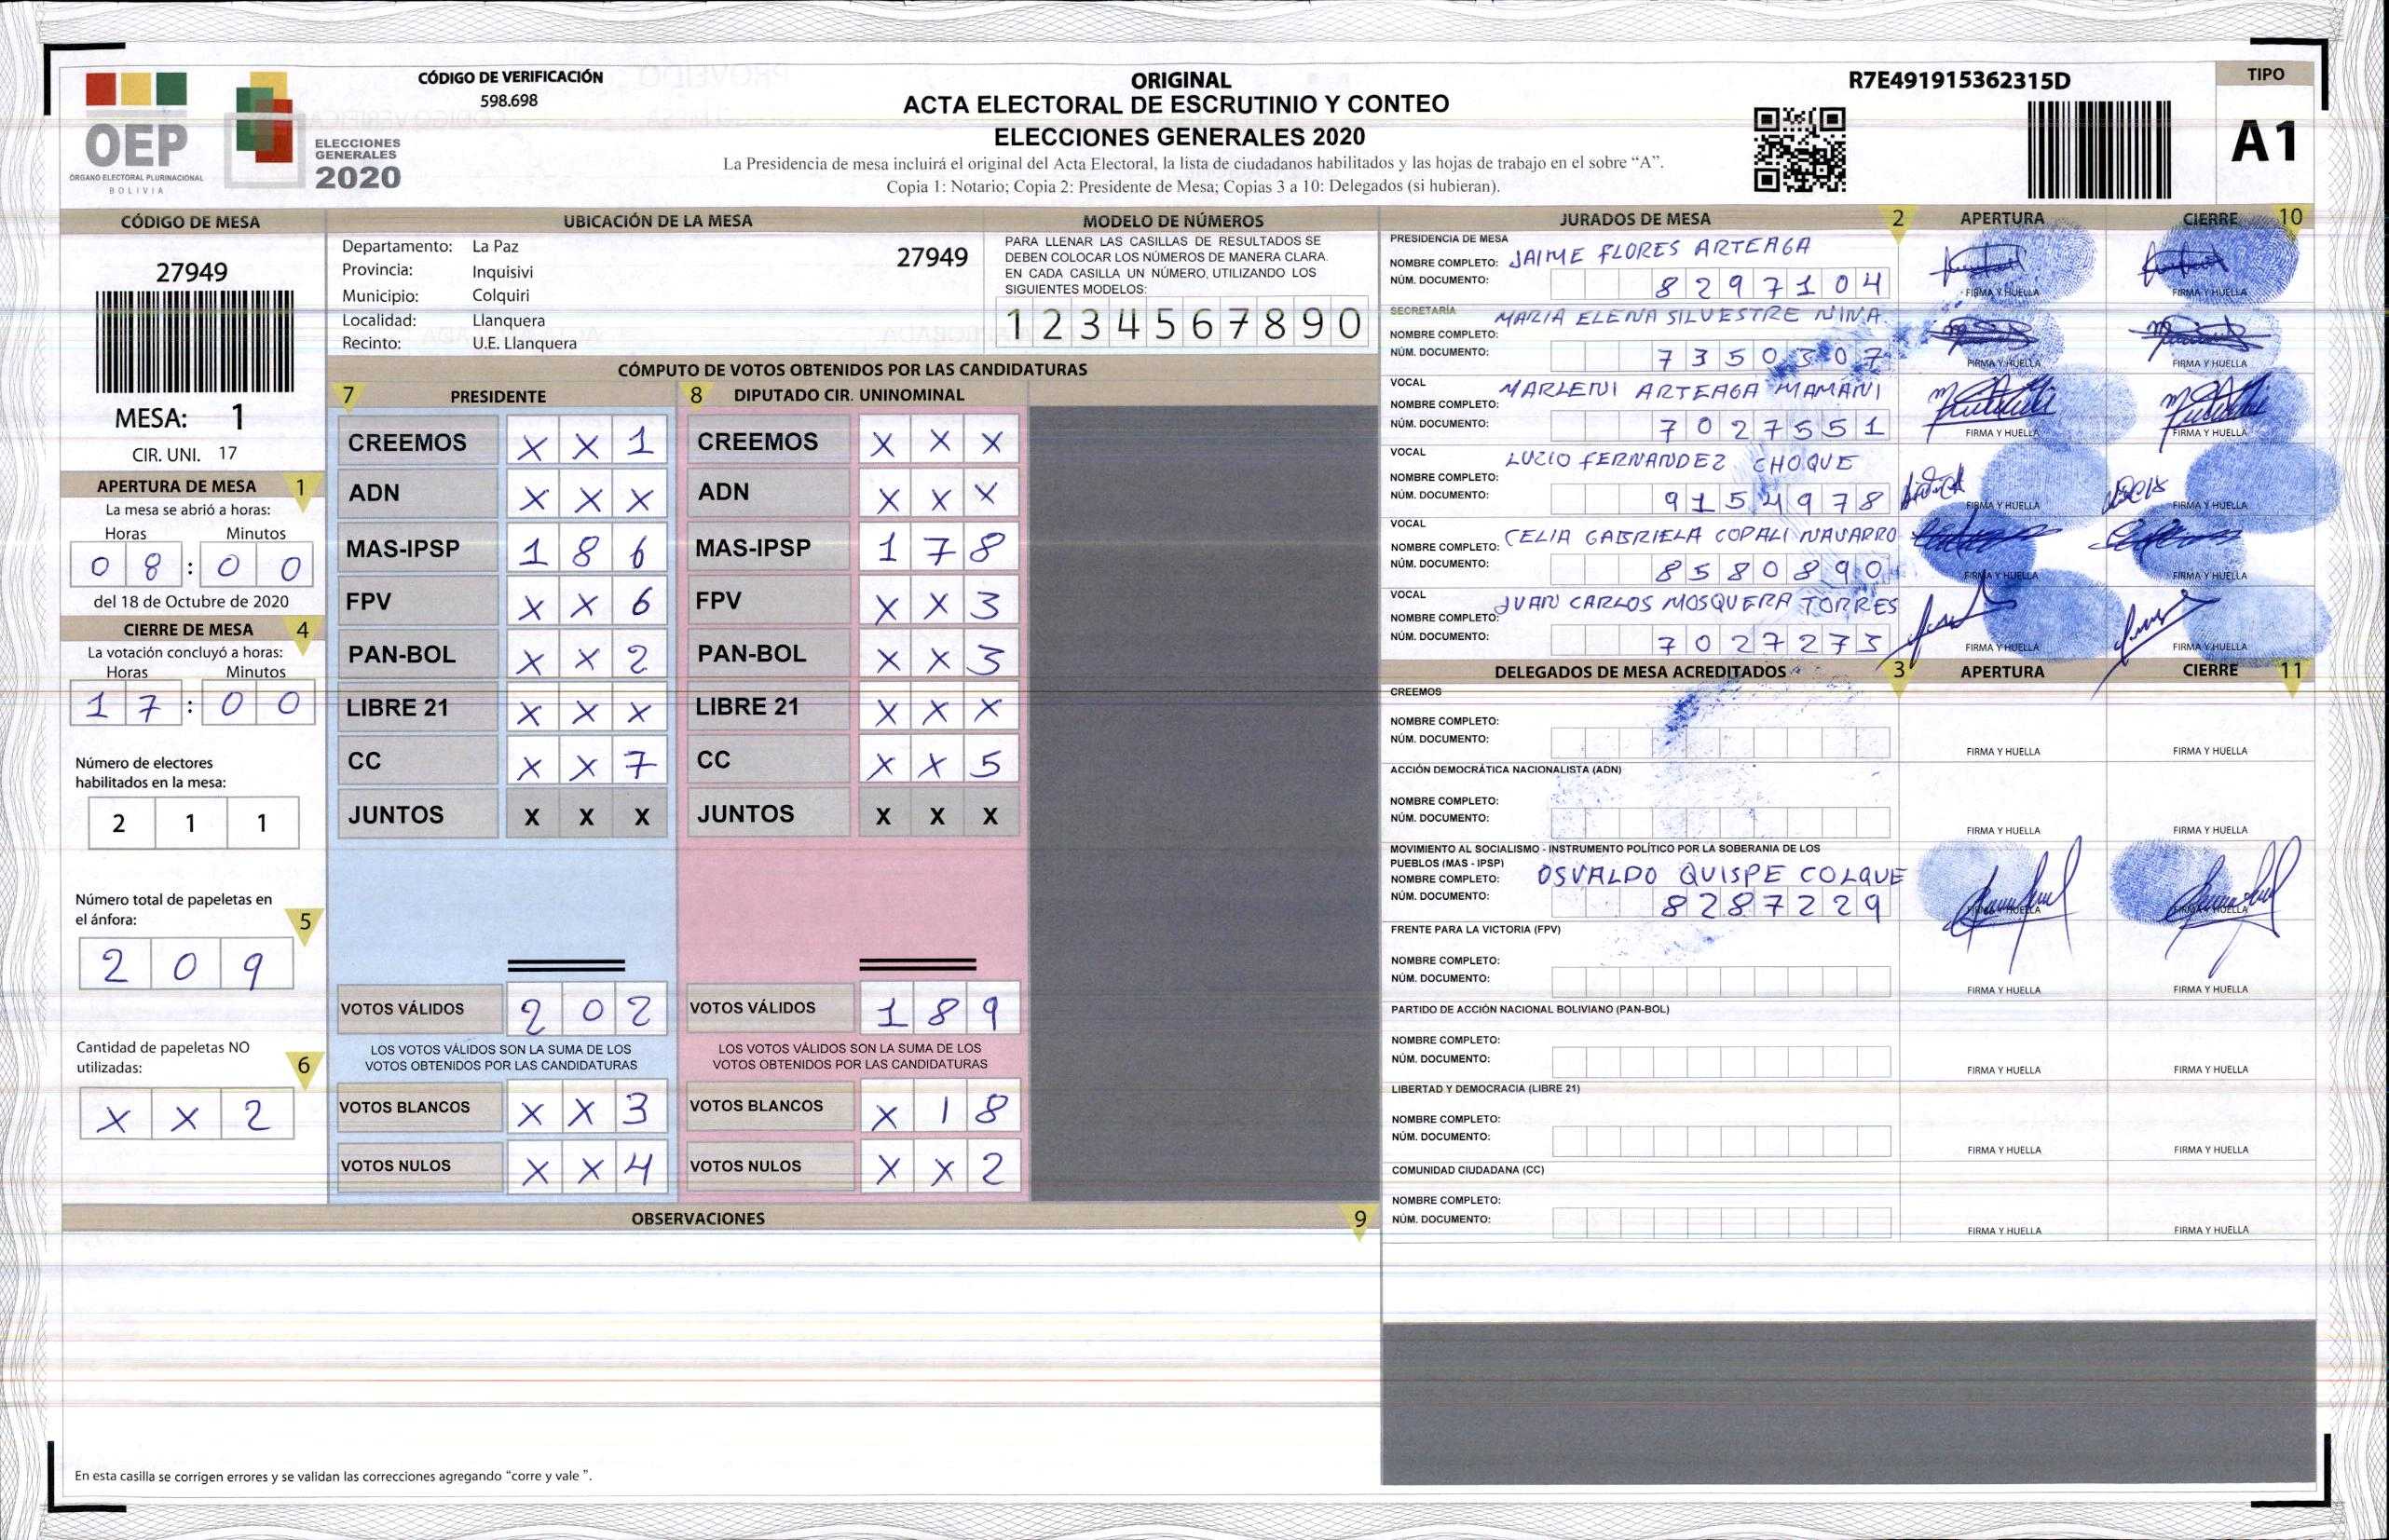 CÓDIGO DE VERIFICACIÓN
598.698
ORIGINAL
ACTA ELECTORAL DE ESCRUTINIO Y CONTEO
ELECCIONES GENERALES 2020
La Presidencia de mesa incluirá el original del Acta Electoral, la lista de ciudadanos habilitados y las hojas de trabajo en el sobre “A”.
Copia 1: Notario; Copia 2: Presidente de Mesa; Copias 3 a 10: Delegados (si hubieran).
R7E491915362315D
TIPO
A1
OEP
ÓRGANO ELECTORAL PLURINACIONAL
BOLIVIA
ELECCIONES
GENERALES
2020
CÓDIGO DE MESA
27949
MESA: 1
CIR. UNI. 17
APERTURA DE MESA 1
La mesa se abrió a horas:
Horas Minutos
0 8 : 0 0
del 18 de Octubre de 2020
CIERRE DE MESA 4
La votación concluyó a horas:
Horas Minutos
1 7 : 0 0
Número de electores
habilitados en la mesa:
2 1 1
Número total de papeletas en
el ánfora: 5
2 0 9
Cantidad de papeletas NO
utilizadas: 6
X X 2
UBICACIÓN DE LA MESA
Departamento: La Paz
27949
Provincia: Inquisivi
Municipio: Colquiri
Localidad: Llanquera
Recinto: U.E. Llanquera
MODELO DE NÚMEROS
PARA LLENAR LAS CASILLAS DE RESULTADOS SE
DEBEN COLOCAR LOS NÚMEROS DE MANERA CLARA.
EN CADA CASILLA UN NÚMERO, UTILIZANDO LOS
SIGUIENTES MODELOS:
1 2 3 4 5 6 7 8 9 0
CÓMPUTO DE VOTOS OBTENIDOS POR LAS CANDIDATURAS
7 PRESIDENTE
CREEMOS X X 1
ADN X X X
MAS-IPSP 1 8 6
FPV X X 6
PAN-BOL X X 2
LIBRE 21 X X X
CC X X 7
JUNTOS X X X
VOTOS VÁLIDOS 2 0 2
LOS VOTOS VÁLIDOS SON LA SUMA DE LOS
VOTOS OBTENIDOS POR LAS CANDIDATURAS
VOTOS BLANCOS X X 3
VOTOS NULOS X X 4
8 DIPUTADO CIR. UNINOMINAL
CREEMOS X X X
ADN X X X
MAS-IPSP 1 7 8
FPV X X 3
PAN-BOL X X 3
LIBRE 21 X X X
CC X X 5
JUNTOS X X X
VOTOS VÁLIDOS 1 8 9
LOS VOTOS VÁLIDOS SON LA SUMA DE LOS
VOTOS OBTENIDOS POR LAS CANDIDATURAS
VOTOS BLANCOS X 1 8
VOTOS NULOS X X 2
OBSERVACIONES 9
En esta casilla se corrigen errores y se validan las correcciones agregando “corre y vale ”.
JURADOS DE MESA 2 APERTURA CIERRE 10
PRESIDENCIA DE MESA
NOMBRE COMPLETO: JAIME FLORES ARTEAGA
NÚM. DOCUMENTO: 8 2 9 7 1 0 4
FIRMA Y HUELLA FIRMA Y HUELLA
SECRETARÍA
NOMBRE COMPLETO: MARIA ELENA SILVESTRE NINA
NÚM. DOCUMENTO: 7 3 5 0 3 0 7
FIRMA Y HUELLA FIRMA Y HUELLA
VOCAL
NOMBRE COMPLETO: MARLENI ARTEAGA MAMANI
NÚM. DOCUMENTO: 7 0 2 7 5 5 1
FIRMA Y HUELLA FIRMA Y HUELLA
VOCAL
NOMBRE COMPLETO: LUCIO FERNANDEZ CHOQUE
NÚM. DOCUMENTO: 9 1 5 4 9 7 8
FIRMA Y HUELLA FIRMA Y HUELLA
VOCAL
NOMBRE COMPLETO: CELIA GABRIELA COPALI NAVARRO
NÚM. DOCUMENTO: 8 5 8 0 8 9 0
FIRMA Y HUELLA FIRMA Y HUELLA
VOCAL
NOMBRE COMPLETO: JUAN CARLOS MOSQUERA TORRES
NÚM. DOCUMENTO: 7 0 2 7 2 7 3
FIRMA Y HUELLA FIRMA Y HUELLA
DELEGADOS DE MESA ACREDITADOS 3 APERTURA CIERRE 11
CREEMOS
NOMBRE COMPLETO:
NÚM. DOCUMENTO:
FIRMA Y HUELLA FIRMA Y HUELLA
ACCIÓN DEMOCRÁTICA NACIONALISTA (ADN)
NOMBRE COMPLETO:
NÚM. DOCUMENTO:
FIRMA Y HUELLA FIRMA Y HUELLA
MOVIMIENTO AL SOCIALISMO - INSTRUMENTO POLÍTICO POR LA SOBERANIA DE LOS
PUEBLOS (MAS - IPSP)
NOMBRE COMPLETO: OSVALDO QUISPE COLQUE
NÚM. DOCUMENTO: 8 2 8 7 2 2 9
FIRMA Y HUELLA FIRMA Y HUELLA
FRENTE PARA LA VICTORIA (FPV)
NOMBRE COMPLETO:
NÚM. DOCUMENTO:
FIRMA Y HUELLA FIRMA Y HUELLA
PARTIDO DE ACCIÓN NACIONAL BOLIVIANO (PAN-BOL)
NOMBRE COMPLETO:
NÚM. DOCUMENTO:
FIRMA Y HUELLA FIRMA Y HUELLA
LIBERTAD Y DEMOCRACIA (LIBRE 21)
NOMBRE COMPLETO:
NÚM. DOCUMENTO:
FIRMA Y HUELLA FIRMA Y HUELLA
COMUNIDAD CIUDADANA (CC)
NOMBRE COMPLETO:
NÚM. DOCUMENTO:
FIRMA Y HUELLA FIRMA Y HUELLA